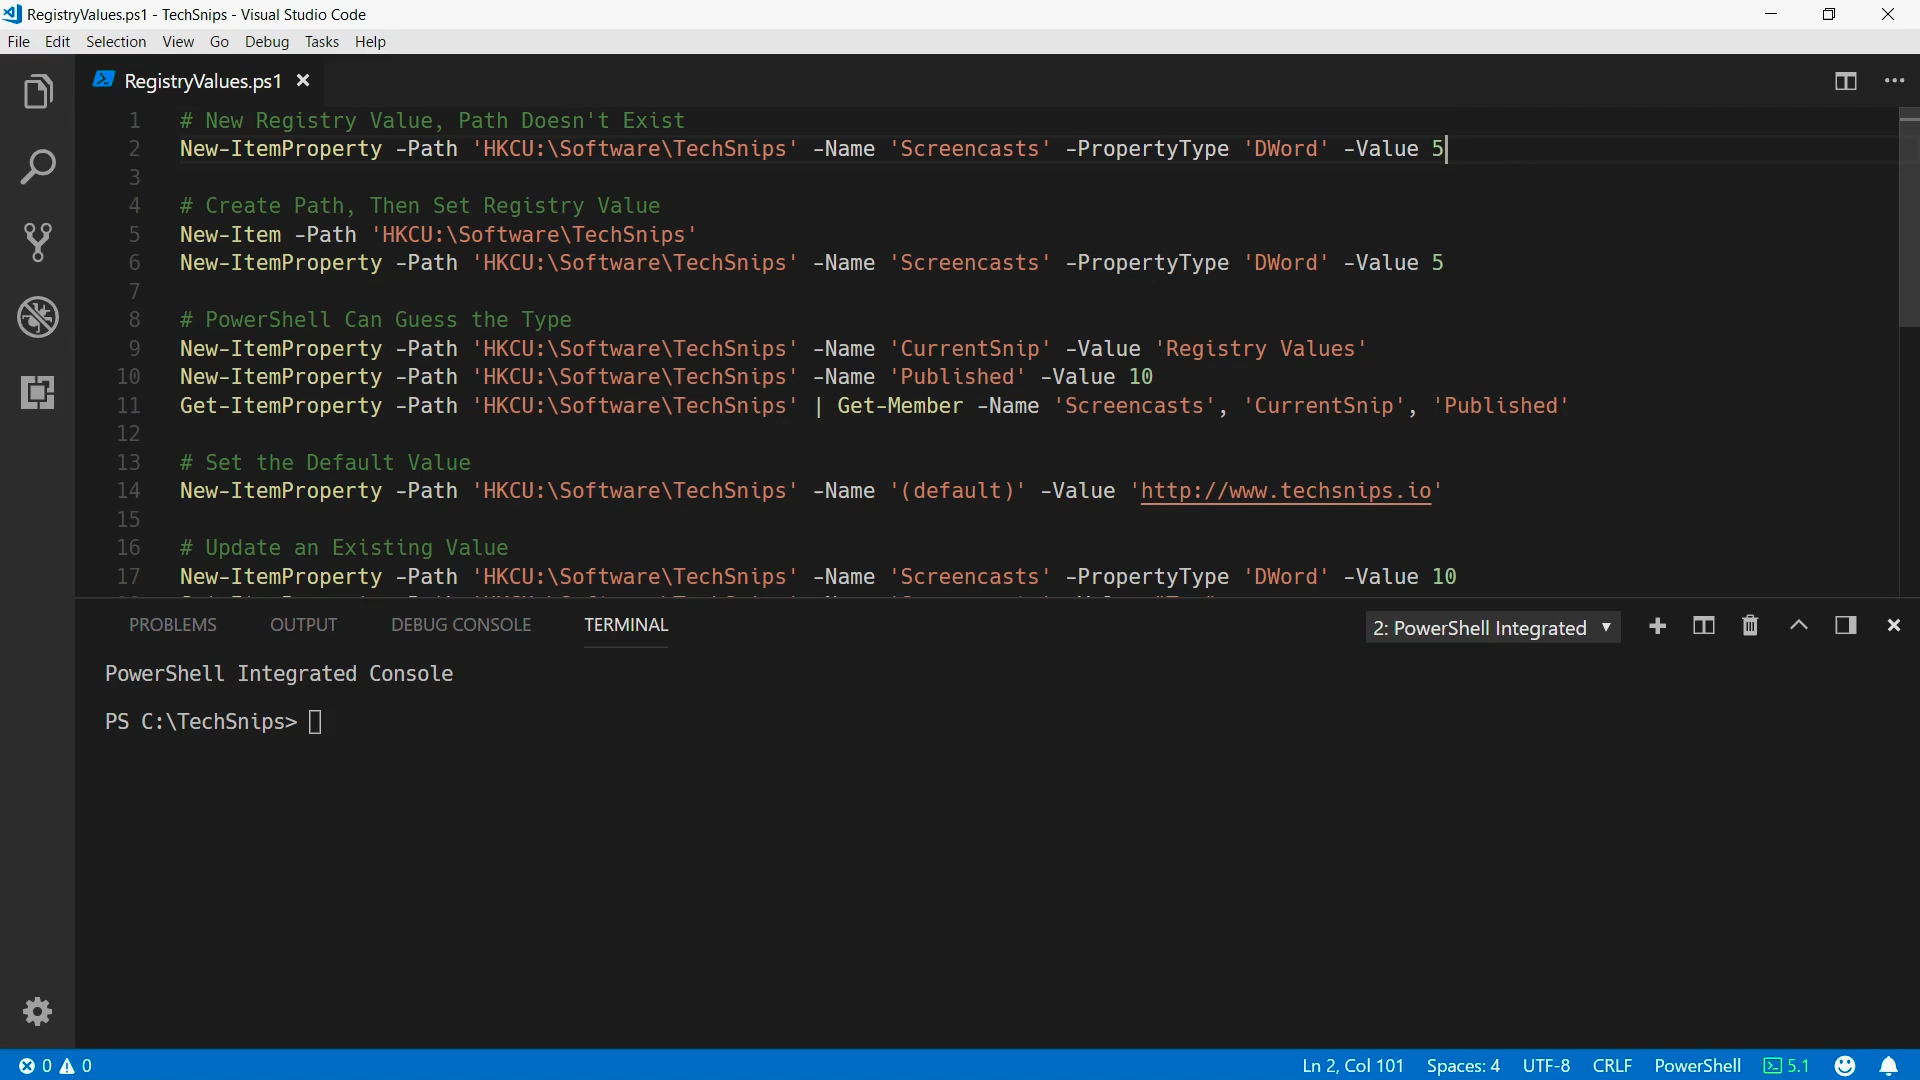 RegistryValues.ps1 - TechSnips - Visual Studio Code
File Edit Selection View Go Debug Tasks Help
RegistryValues.ps1
1 # New Registry Value, Path Doesn't Exist
2 New-ItemProperty -Path 'HKCU:\Software\TechSnips' -Name 'Screencasts' -PropertyType 'DWord' -Value 5
3
4 # Create Path, Then Set Registry Value
5 New-Item -Path 'HKCU:\Software\TechSnips'
6 New-ItemProperty -Path 'HKCU:\Software\TechSnips' -Name 'Screencasts' -PropertyType 'DWord' -Value 5
7
8 # PowerShell Can Guess the Type
9 New-ItemProperty -Path 'HKCU:\Software\TechSnips' -Name 'CurrentSnip' -Value 'Registry Values'
10 New-ItemProperty -Path 'HKCU:\Software\TechSnips' -Name 'Published' -Value 10
11 Get-ItemProperty -Path 'HKCU:\Software\TechSnips' | Get-Member -Name 'Screencasts', 'CurrentSnip', 'Published'
12
13 # Set the Default Value
14 New-ItemProperty -Path 'HKCU:\Software\TechSnips' -Name '(default)' -Value 'http://www.techsnips.io'
15
16 # Update an Existing Value
17 New-ItemProperty -Path 'HKCU:\Software\TechSnips' -Name 'Screencasts' -PropertyType 'DWord' -Value 10
PROBLEMS OUTPUT DEBUG CONSOLE TERMINAL 2: PowerShell Integrated
PowerShell Integrated Console
PS C:\TechSnips>
0 0 Ln 2, Col 101 Spaces: 4 UTF-8 CRLF PowerShell 5.1